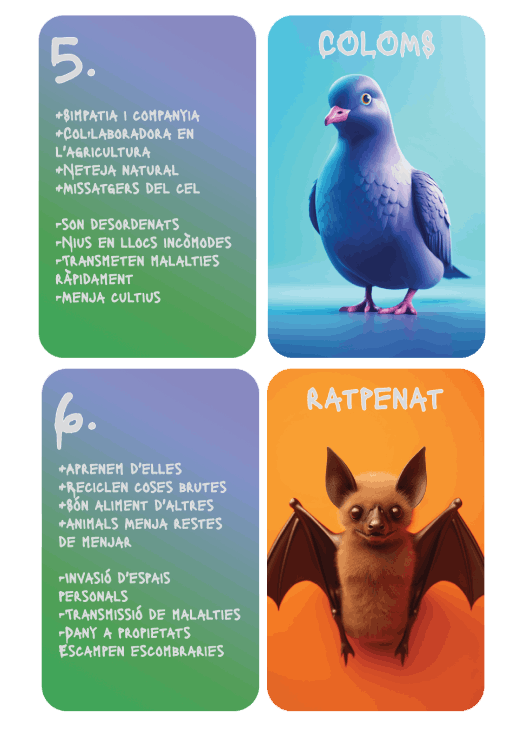 5.
+Simpatia i companyia
+Col·laboradora en
l'agricultura
+Neteja natural
+Missatgers del cel
-Son desordenats
-Nius en llocs incòmodes
-Transmeten malalties
ràpidament
-Menja cultius
COLOMS
6.
+Aprenem d'elles
+Reciclen coses brutes
+Són aliment d'altres
+Animals menja restes
de menjar
-Invasió d'espais
personals
-Transmissió de malalties
-Dany a propietats
Escampen escombraries
RATPENAT